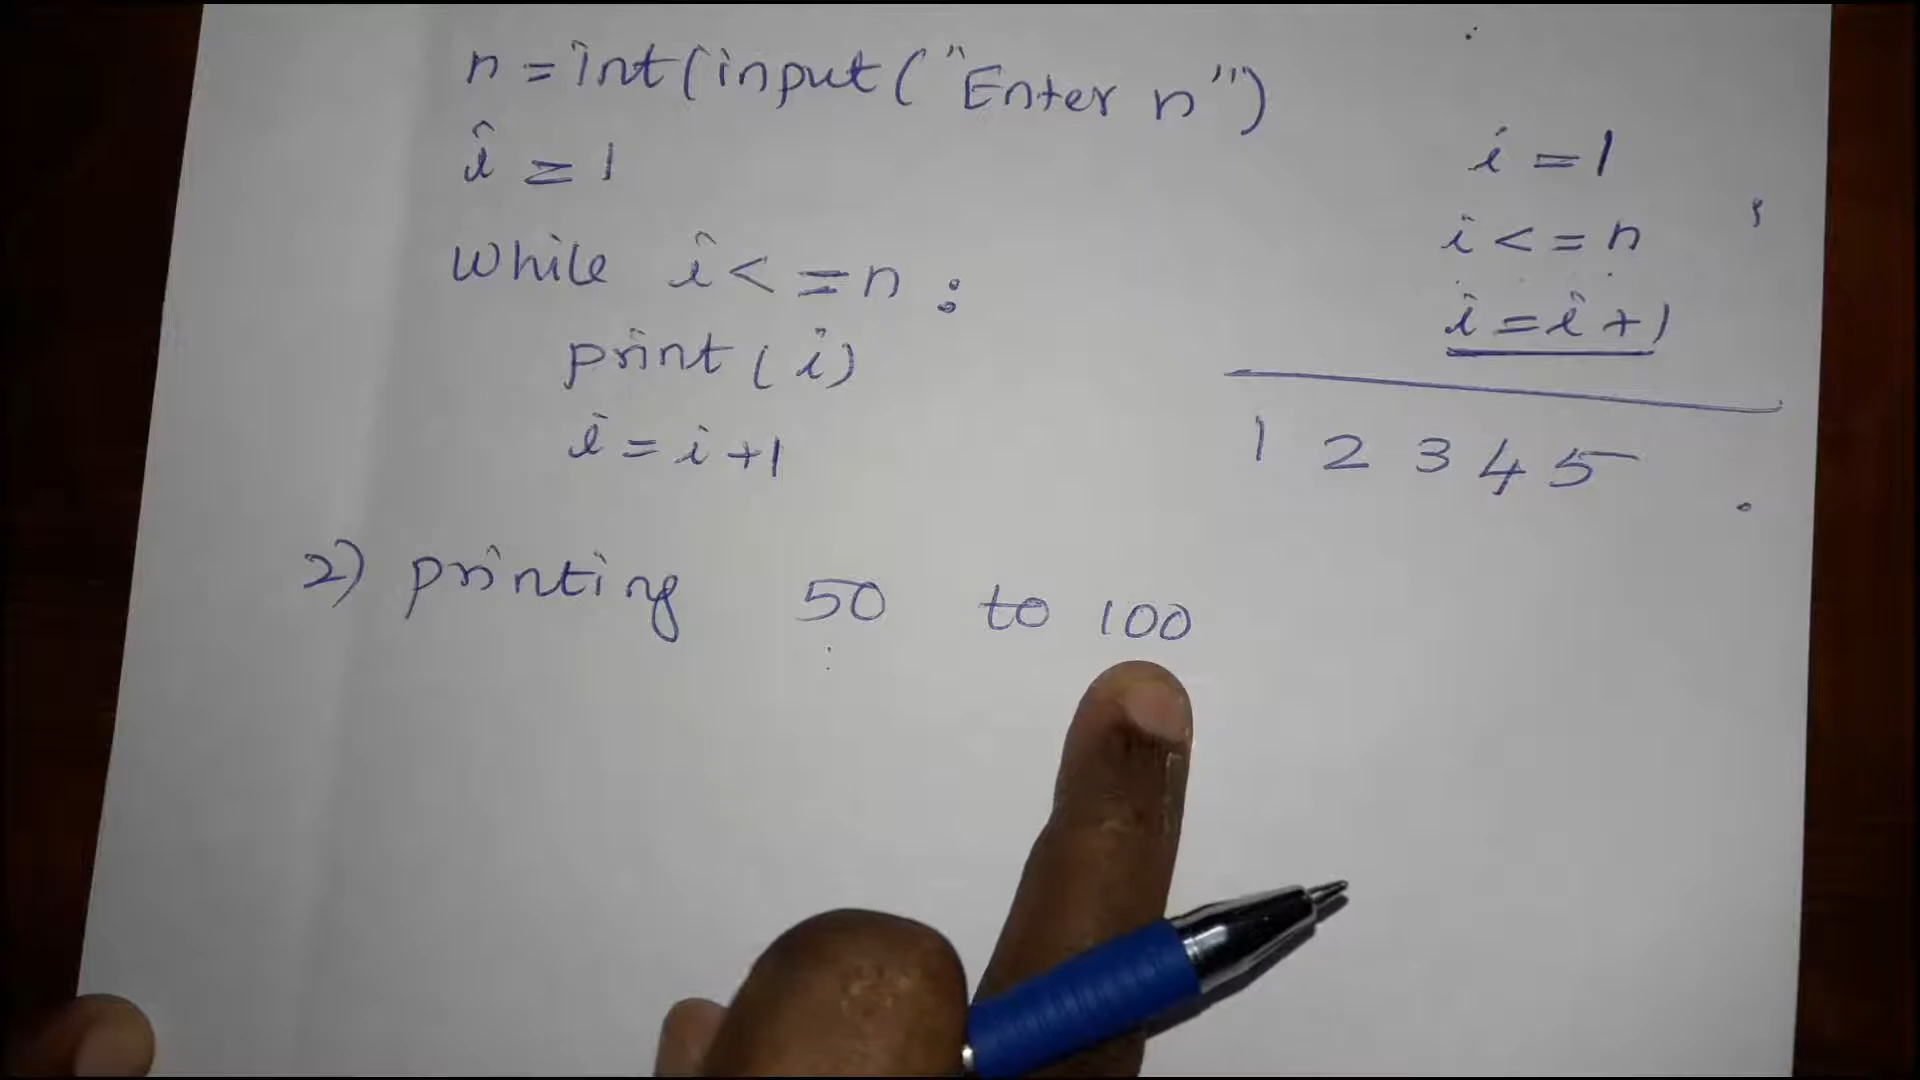 n = int(input("Enter n")
i = 1
While i <= n :
print(i)
i = i +1
i = 1
i <= n
i = i +1
1 2 3 4 5
2) printing 50 to 100